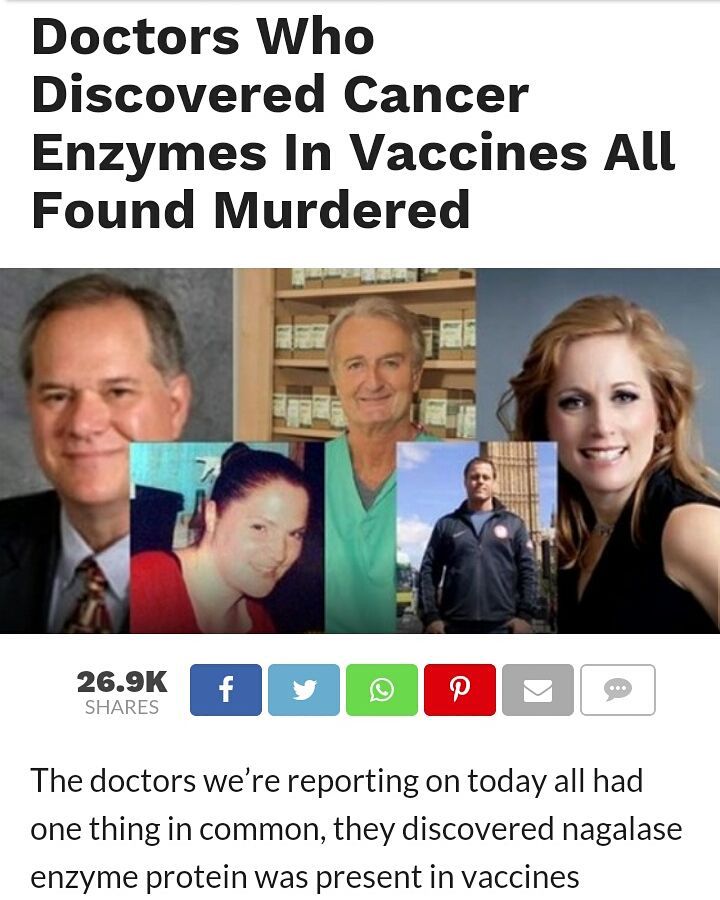 Doctors Who
Discovered Cancer
Enzymes In Vaccines All
Found Murdered
26.9K
SHARES
The doctors we're reporting on today all had
one thing in common, they discovered nagalase
enzyme protein was present in vaccines